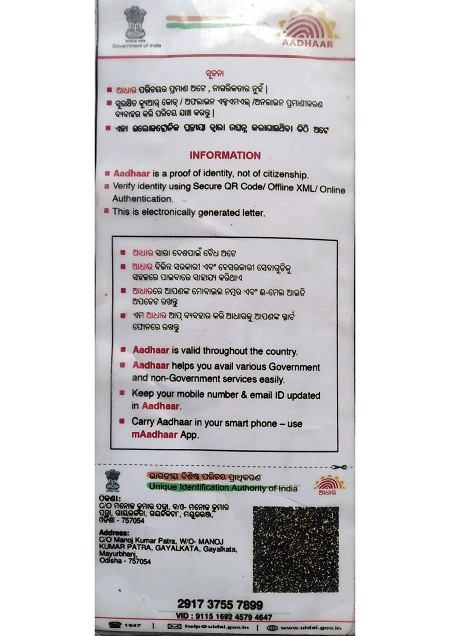 Government of India
AADHAAR
ସୂଚନା
ଆଧାର ପରିଚୟର ପ୍ରମାଣ ଅଟେ, ନାଗରିକତାର ନୁହଁ |
ସୁରକ୍ଷିତ କ୍ୟୁଆର୍ କୋଡ୍ / ଅଫଲାଇନ ଏକ୍ସଏମଏଲ୍ /ଅନଲାଇନ ପ୍ରମାଣୀକରଣ
ବ୍ୟବହାର କରି ପରିଚୟ ଯାଞ୍ଚ କରନ୍ତୁ |
ଏହା ଇଲେକଟ୍ରୋନିକ ପ୍ରକ୍ରିୟା ଦ୍ୱାରା ଉତ୍ପନ୍ନ କରାଯାଇଥିବା ଚିଠି ଅଟେ
INFORMATION
Aadhaar is a proof of identity, not of citizenship.
Verify identity using Secure QR Code/ Offline XML/ Online
Authentication.
This is electronically generated letter.
ଆଧାର ସାରା ଦେଶପାଇଁ ବୈଧ ଅଟେ
ଆଧାର ବିଭିନ୍ନ ସରକାରୀ ଏବଂ ବେସରକାରୀ ସେବାଗୁଡିକୁ
ସହଜରେ ପାଇବାରେ ସାହାଯ୍ୟ କରିଥାଏ
ଆଧାରରେ ଆପଣଙ୍କ ମୋବାଇଲ ନମ୍ବର ଏବଂ ଈ-ମେଲ ଆଇଡି
ଅପଡେଟ ରଖନ୍ତୁ
ଏମ ଆଧାର ଆପ୍ ବ୍ୟବହାର କରି ଆଧାରକୁ ଆପଣଙ୍କ ସ୍ମାର୍ଟ
ଫୋନରେ ରଖନ୍ତୁ
Aadhaar is valid throughout the country.
Aadhaar helps you avail various Government
and non-Government services easily.
Keep your mobile number & email ID updated
in Aadhaar.
Carry Aadhaar in your smart phone – use
mAadhaar App.
ଭାରତୀୟ ବିଶିଷ୍ଟ ପରିଚୟ ପ୍ରାଧିକରଣ
Unique Identification Authority of India
ଆଧାର
ଠିକଣା:
C/O ମନୋଜ କୁମାର ପତ୍ରା, ମନୋଜ କୁମାର
ପତ୍ରା, ମୟୁରଭଞ୍ଜ,
ଓଡିଶା - 757054
Address:
C/O Manoj Kumar Patra, W/O- MANOJ
KUMAR PATRA, GAYALKATA, Gayalkata,
Mayurbhanj,
Odisha - 757054
2917 3755 7899
VID : 9115 1692 4579 4647
1947 | help@uidai.gov.in | www.uidai.gov.in